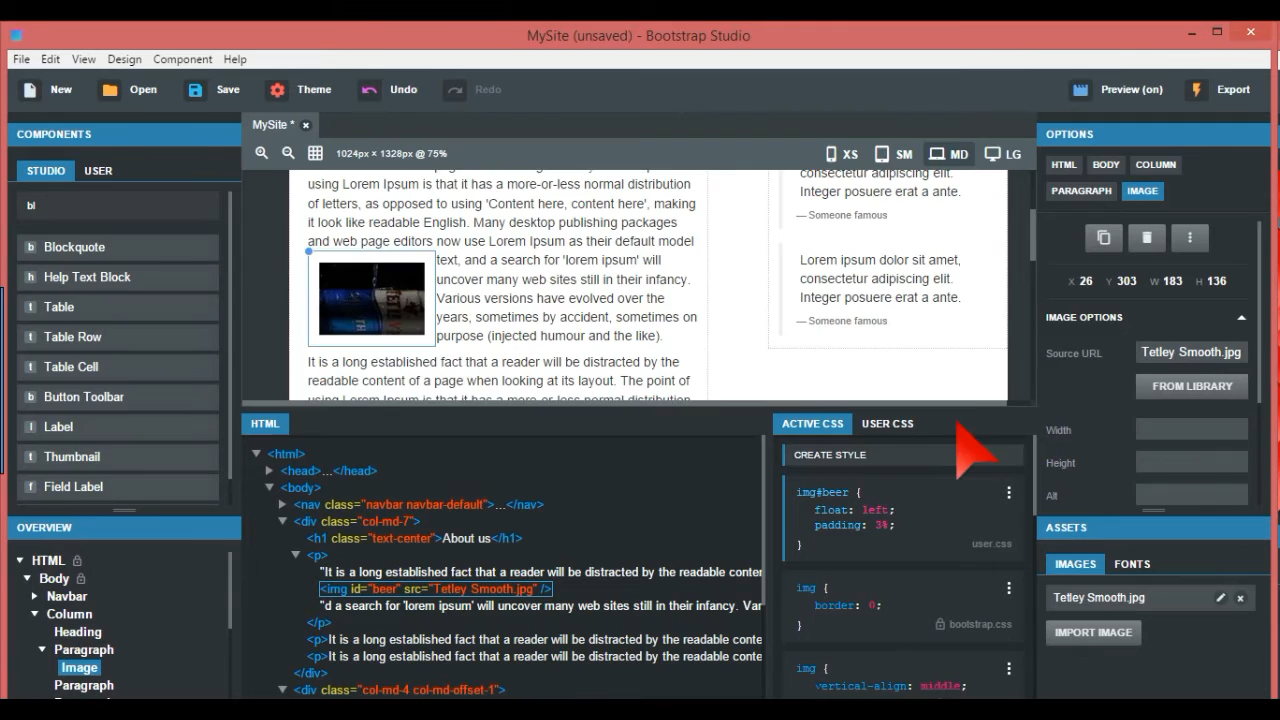 MySite (unsaved) - Bootstrap Studio
File Edit View Design Component Help
New Open Save Theme Undo Redo Preview (on) Export
COMPONENTS
STUDIO USER
bl
b Blockquote
h Help Text Block
t Table
t Table Row
t Table Cell
b Button Toolbar
l Label
t Thumbnail
f Field Label
OVERVIEW
HTML
Body
Navbar
Column
Heading
Paragraph
Image
Paragraph
MySite *
1024px × 1328px @ 75%
XS SM MD LG
using Lorem Ipsum is that it has a more-or-less normal distribution
of letters, as opposed to using 'Content here, content here', making
it look like readable English. Many desktop publishing packages
and web page editors now use Lorem Ipsum as their default model
text, and a search for 'lorem ipsum' will
uncover many web sites still in their infancy.
Various versions have evolved over the
years, sometimes by accident, sometimes on
purpose (injected humour and the like).
It is a long established fact that a reader will be distracted by the
readable content of a page when looking at its layout. The point of
using Lorem Ipsum is that it has a more-or-less normal distribution
consectetur adipiscing elit.
Integer posuere erat a ante.
— Someone famous
Lorem ipsum dolor sit amet,
consectetur adipiscing elit.
Integer posuere erat a ante.
— Someone famous
HTML
<html>
<head>...</head>
<body>
<nav class="navbar navbar-default">...</nav>
<div class="col-md-7">
<h1 class="text-center">About us</h1>
<p>
"It is a long established fact that a reader will be distracted by the readable conter
<img id="beer" src="Tetley Smooth.jpg" />
"d a search for 'lorem ipsum' will uncover many web sites still in their infancy. Var
</p>
<p>It is a long established fact that a reader will be distracted by the readable conte
<p>It is a long established fact that a reader will be distracted by the readable conte
</div>
<div class="col-md-4 col-md-offset-1">
ACTIVE CSS USER CSS
CREATE STYLE
img#beer {
float: left;
padding: 3%;
}
user.css
img {
border: 0;
}
bootstrap.css
img {
vertical-align: middle;
OPTIONS
HTML BODY COLUMN
PARAGRAPH IMAGE
X 26 Y 303 W 183 H 136
IMAGE OPTIONS
Source URL Tetley Smooth.jpg
FROM LIBRARY
Width
Height
Alt
ASSETS
IMAGES FONTS
Tetley Smooth.jpg
IMPORT IMAGE